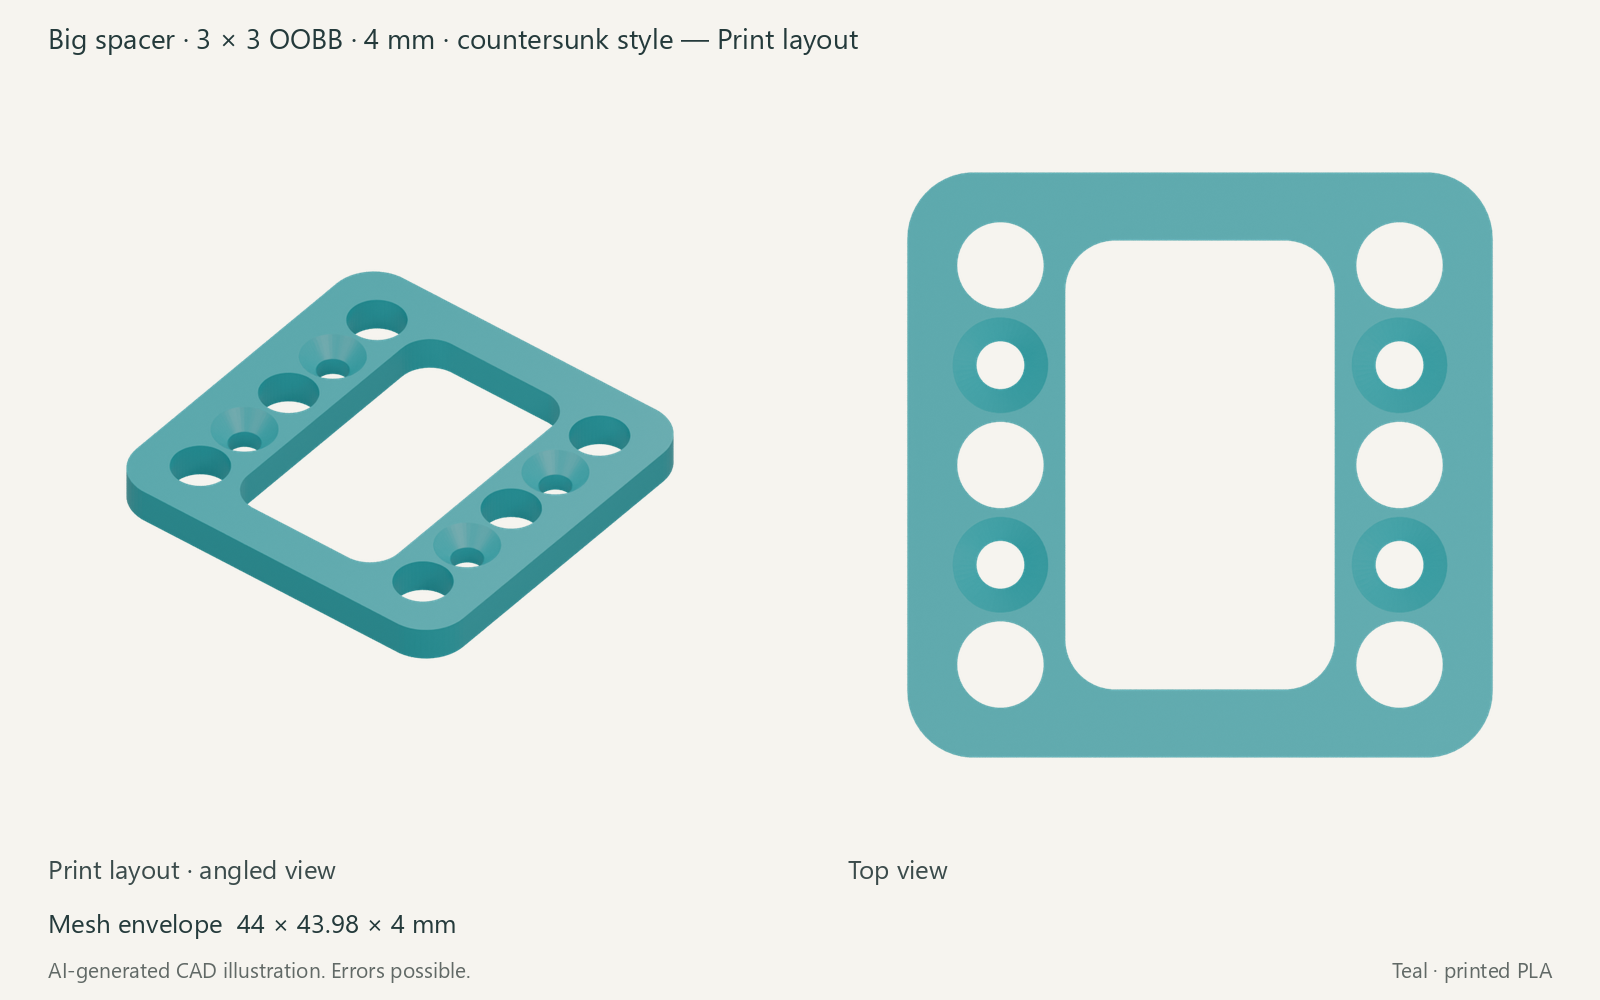 Big spacer · 3 × 3 OOBB · 4 mm · countersunk style — Print layout
Print layout · angled view
Top view
Mesh envelope  44 × 43.98 × 4 mm
AI-generated CAD illustration. Errors possible.
Teal · printed PLA